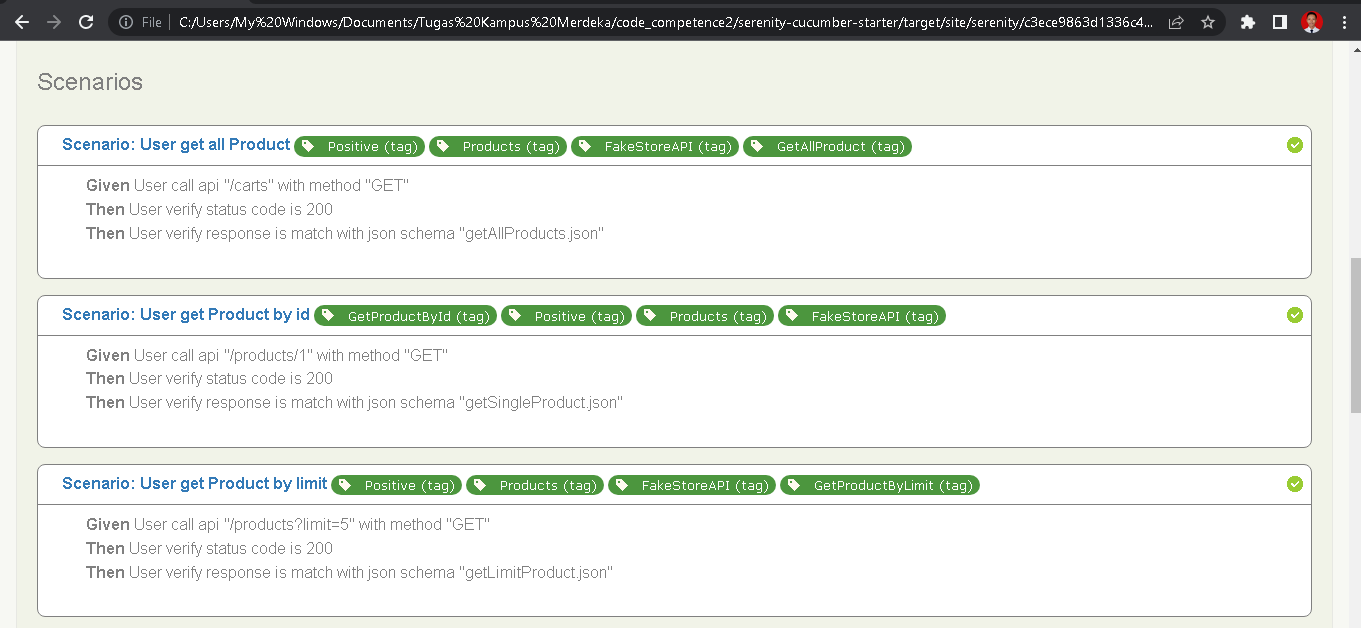 File
C:/Users/My%20Windows/Documents/Tugas%20Kampus%20Merdeka/code_competence2/serenity-cucumber-starter/target/site/serenity/c3ece9863d1336c4...
Scenarios
Scenario: User get all Product Positive (tag) Products (tag) FakeStoreAPI (tag) GetAllProduct (tag)
Given User call api "/carts" with method "GET"
Then User verify status code is 200
Then User verify response is match with json schema "getAllProducts.json"
Scenario: User get Product by id GetProductById (tag) Positive (tag) Products (tag) FakeStoreAPI (tag)
Given User call api "/products/1" with method "GET"
Then User verify status code is 200
Then User verify response is match with json schema "getSingleProduct.json"
Scenario: User get Product by limit Positive (tag) Products (tag) FakeStoreAPI (tag) GetProductByLimit (tag)
Given User call api "/products?limit=5" with method "GET"
Then User verify status code is 200
Then User verify response is match with json schema "getLimitProduct.json"